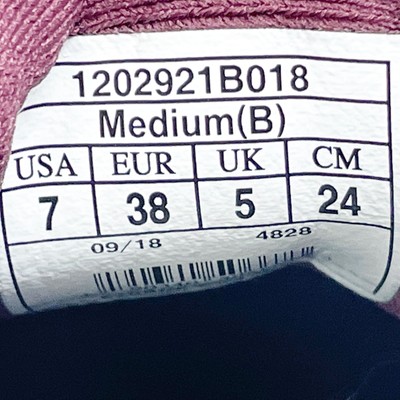 1202921B018
Medium(B)
USA EUR UK CM
7 38 5 24
09/18 4828